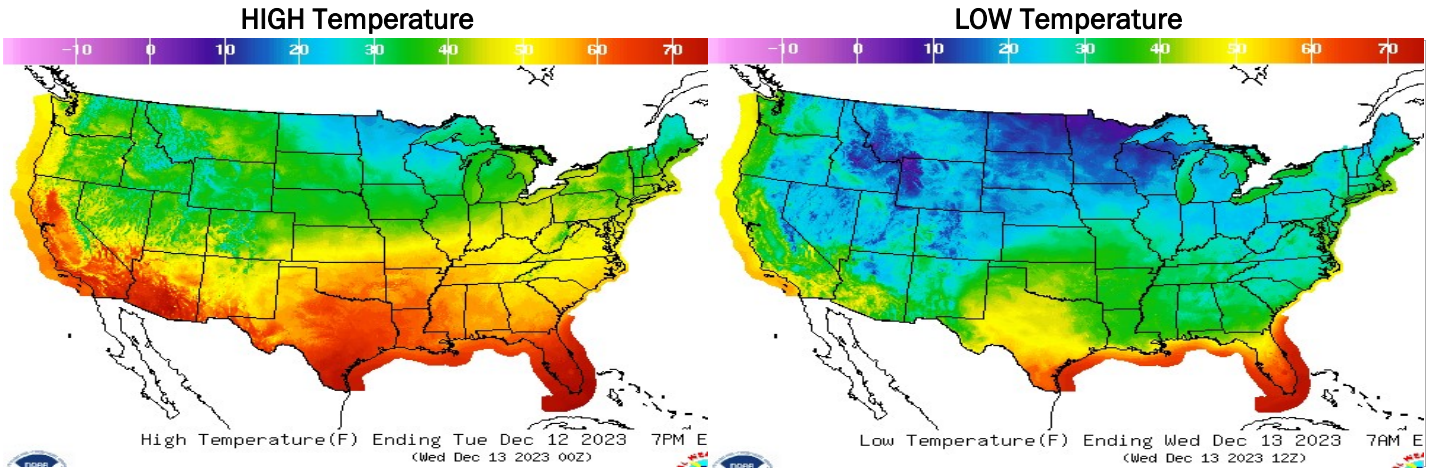 HIGH Temperature
-10 0 10 20 30 40 50 60 70
High Temperature(F) Ending Tue Dec 12 2023 7PM E
(Wed Dec 13 2023 00Z)
NOAA
LOW Temperature
-10 0 10 20 30 40 50 60 70
Low Temperature(F) Ending Wed Dec 13 2023 7AM E
(Wed Dec 13 2023 12Z)
NOAA